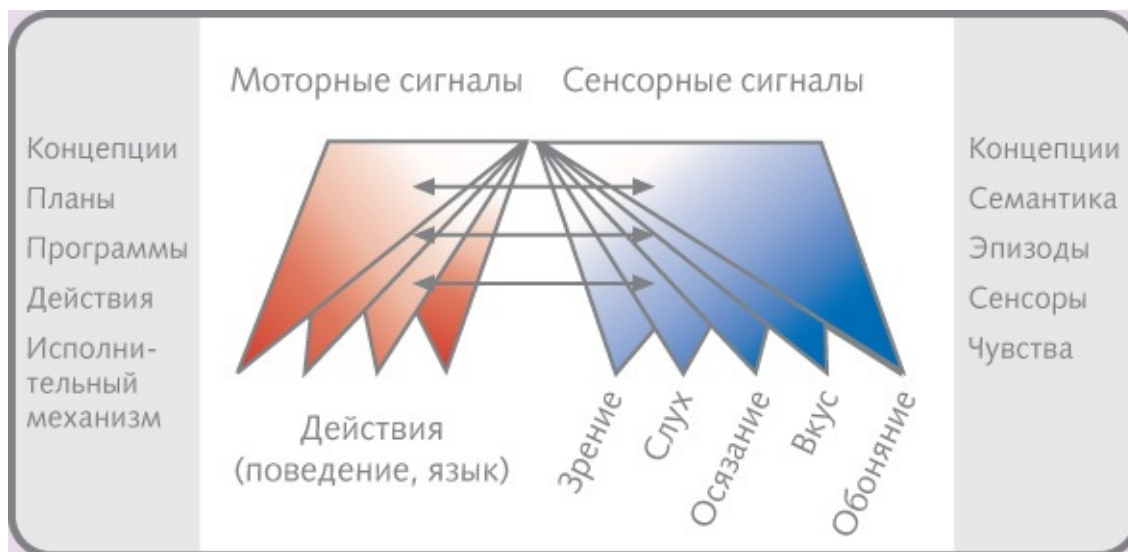 Моторные сигналы
Сенсорные сигналы
Концепции
Планы
Программы
Действия
Исполни-
тельный
механизм
Концепции
Семантика
Эпизоды
Сенсоры
Чувства
Действия
(поведение, язык)
Зрение
Слух
Осязание
Вкус
Обоняние